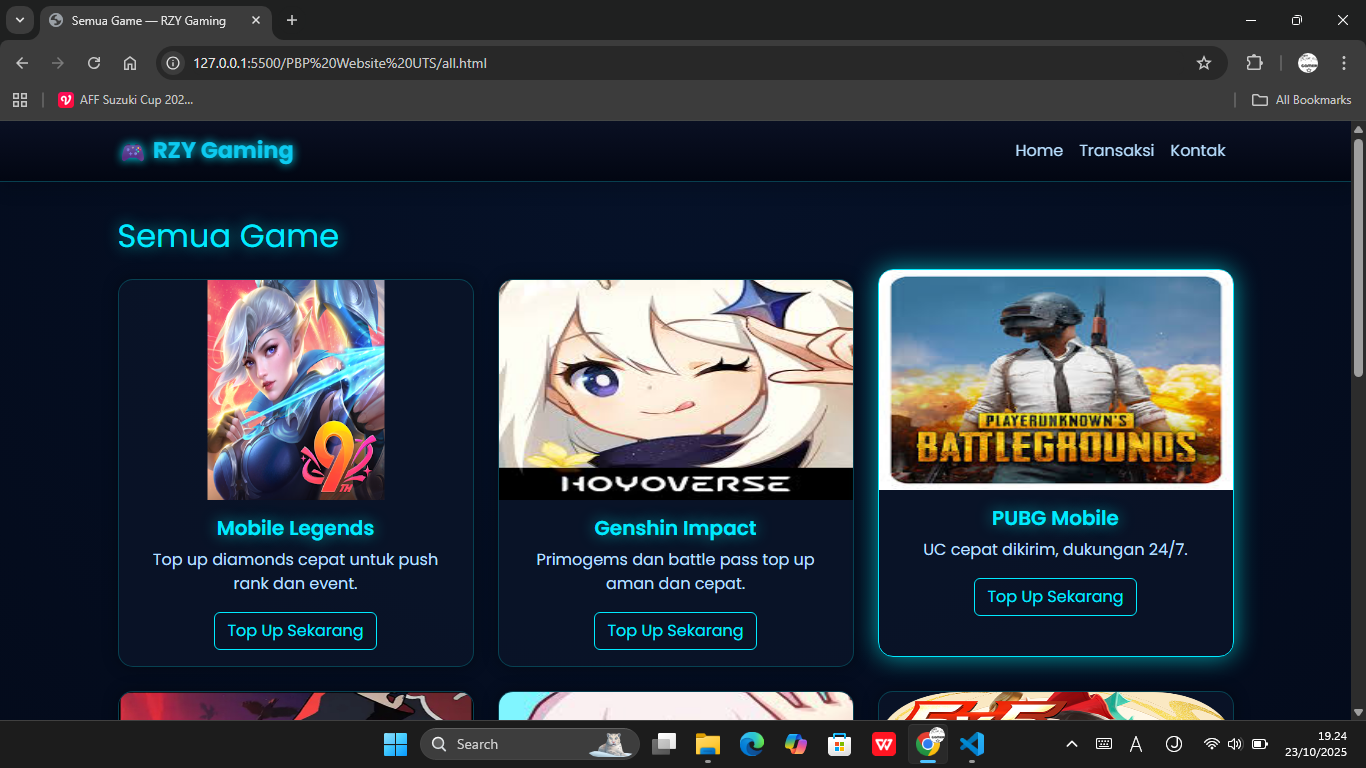 Semua Game — RZY Gaming
127.0.0.1:5500/PBP%20Website%20UTS/all.html
AFF Suzuki Cup 202...
All Bookmarks
RZY Gaming
Home
Transaksi
Kontak
Semua Game
9
TH
HOYOVERSE
PLAYERUNKNOWN'S
BATTLEGROUNDS
Mobile Legends
Top up diamonds cepat untuk push
rank dan event.
Top Up Sekarang
Genshin Impact
Primogems dan battle pass top up
aman dan cepat.
Top Up Sekarang
PUBG Mobile
UC cepat dikirim, dukungan 24/7.
Top Up Sekarang
Search
19.24
23/10/2025